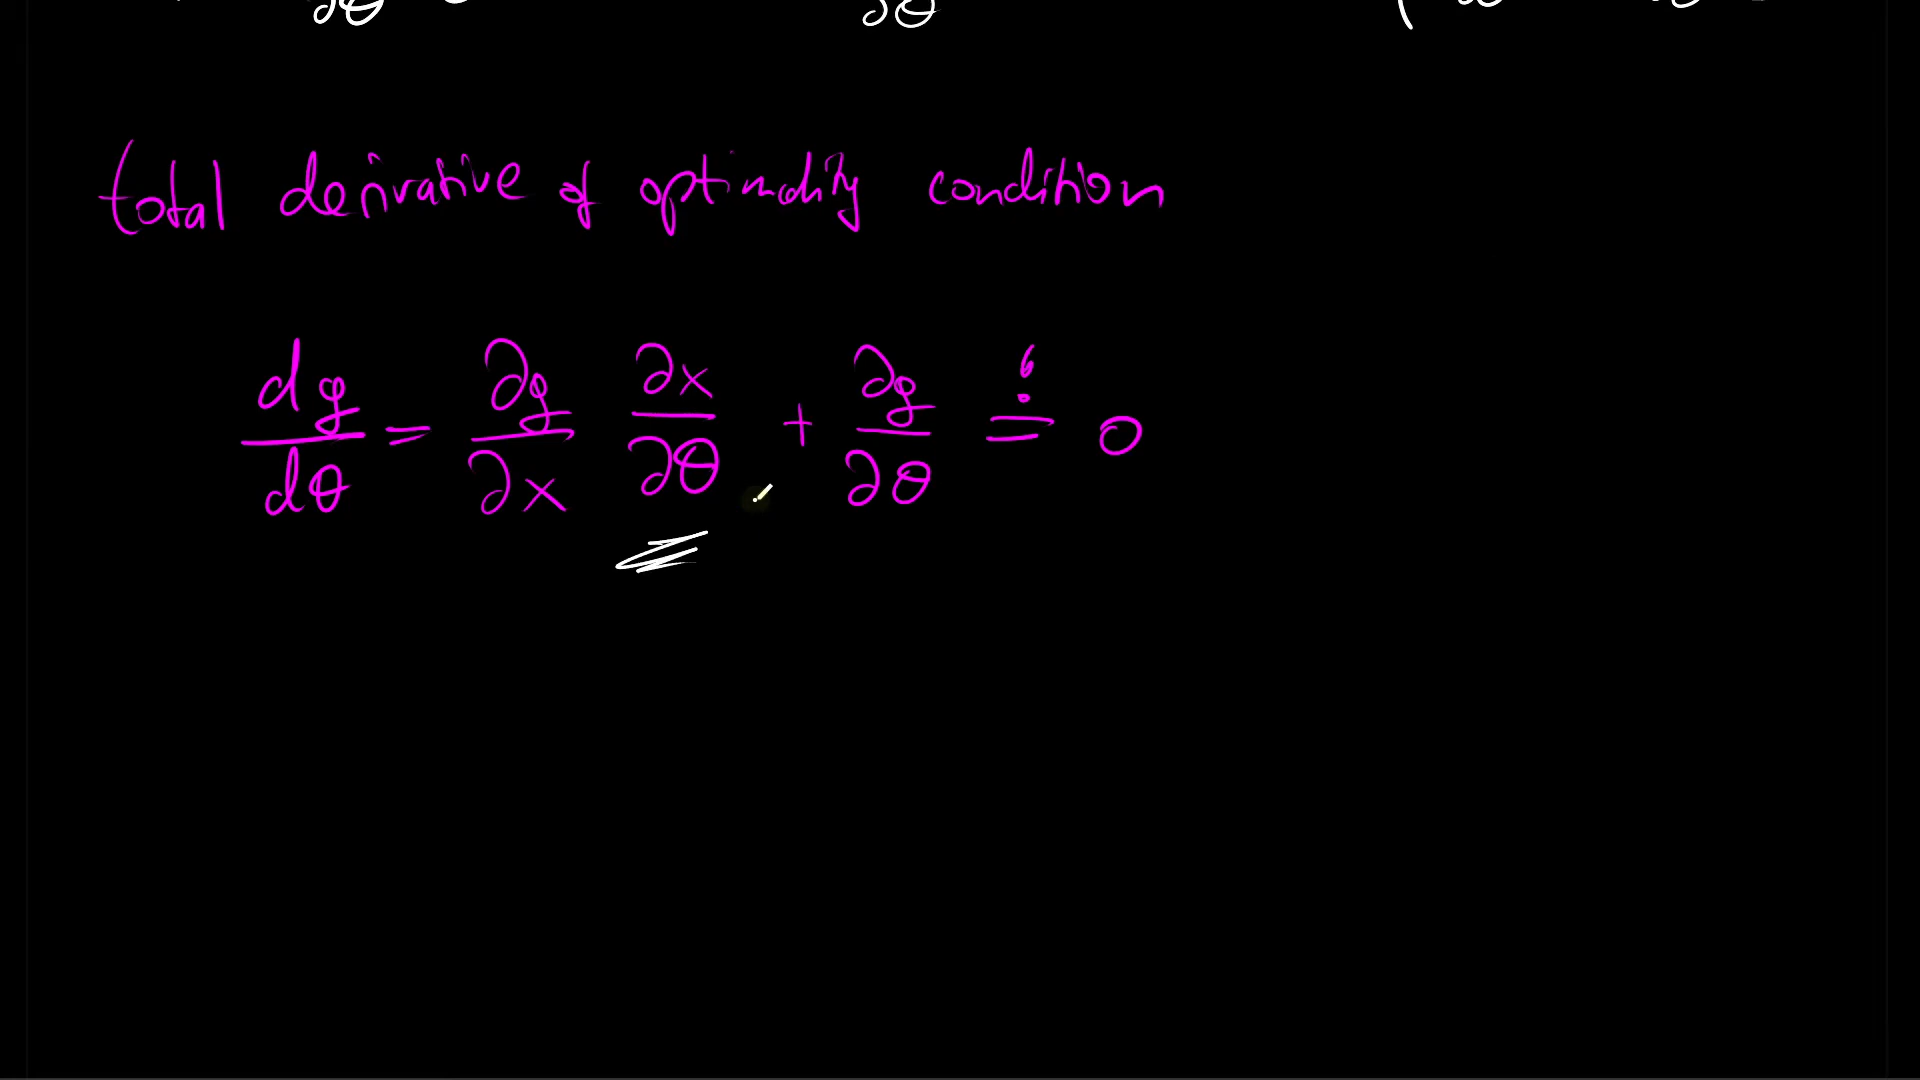 ∂θ ∂θ
total derivative of optimality condition
dg/dθ = ∂g/∂x ∂x/∂θ + ∂g/∂θ ≐ 0